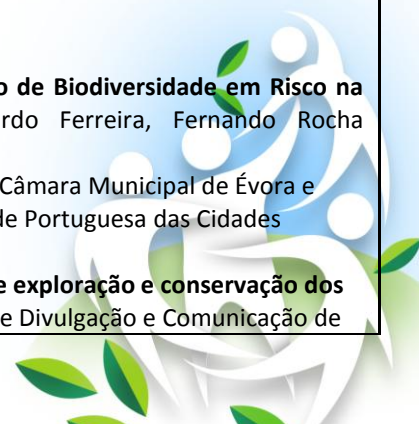 o de Biodiversidade em Risco na
rdo Ferreira, Fernando Rocha
Câmara Municipal de Évora e
de Portuguesa das Cidades
e exploração e conservação dos
e Divulgação e Comunicação de